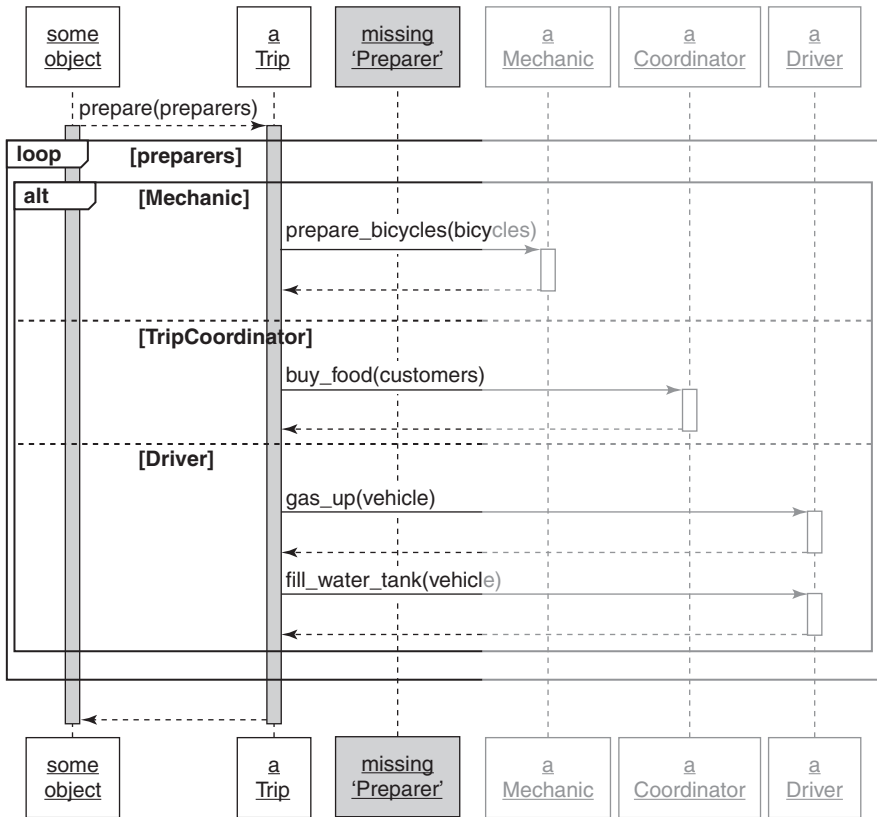 some
object
a
Trip
missing
‘Preparer’
a
Mechanic
a
Coordinator
a
Driver
prepare(preparers)
loop
[preparers]
alt
[Mechanic]
prepare_bicycles(bicycles)
[TripCoordinator]
buy_food(customers)
[Driver]
gas_up(vehicle)
fill_water_tank(vehicle)
some
object
a
Trip
missing
‘Preparer’
a
Mechanic
a
Coordinator
a
Driver